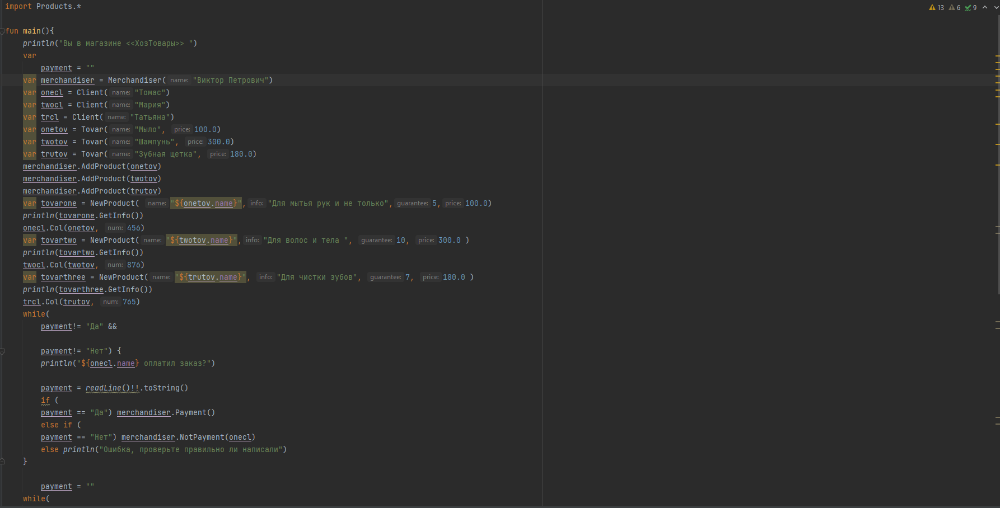 import Products.*
13 6 9
fun main(){
println("Вы в магазине <<ХозТовары>> ")
var
payment = ""
var merchandiser = Merchandiser( name: "Виктор Петрович")
var onecl = Client( name: "Томас")
var twocl = Client( name: "Мария")
var trcl = Client( name: "Татьяна")
var onetov = Tovar( name: "Мыло", price: 100.0)
var twotov = Tovar( name: "Шампунь", price: 300.0)
var trutov = Tovar( name: "Зубная щетка", price: 180.0)
merchandiser.AddProduct(onetov)
merchandiser.AddProduct(twotov)
merchandiser.AddProduct(trutov)
var tovarone = NewProduct( name: "${onetov.name}", info: "Для мытья рук и не только", guarantee: 5, price: 100.0)
println(tovarone.GetInfo())
onecl.Col(onetov, num: 456)
var tovartwo = NewProduct( name: "${twotov.name}", info: "Для волос и тела ", guarantee: 10, price: 300.0 )
println(tovartwo.GetInfo())
twocl.Col(twotov, num: 876)
var tovarthree = NewProduct( name: "${trutov.name}", info: "Для чистки зубов", guarantee: 7, price: 180.0 )
println(tovarthree.GetInfo())
trcl.Col(trutov, num: 765)
while(
payment!= "Да" &&
payment!= "Нет") {
println("${onecl.name} оплатил заказ?")
payment = readLine()!!.toString()
if (
payment == "Да") merchandiser.Payment()
else if (
payment == "Нет") merchandiser.NotPayment(onecl)
else println("Ошибка, проверьте правильно ли написали")
}
payment = ""
while(